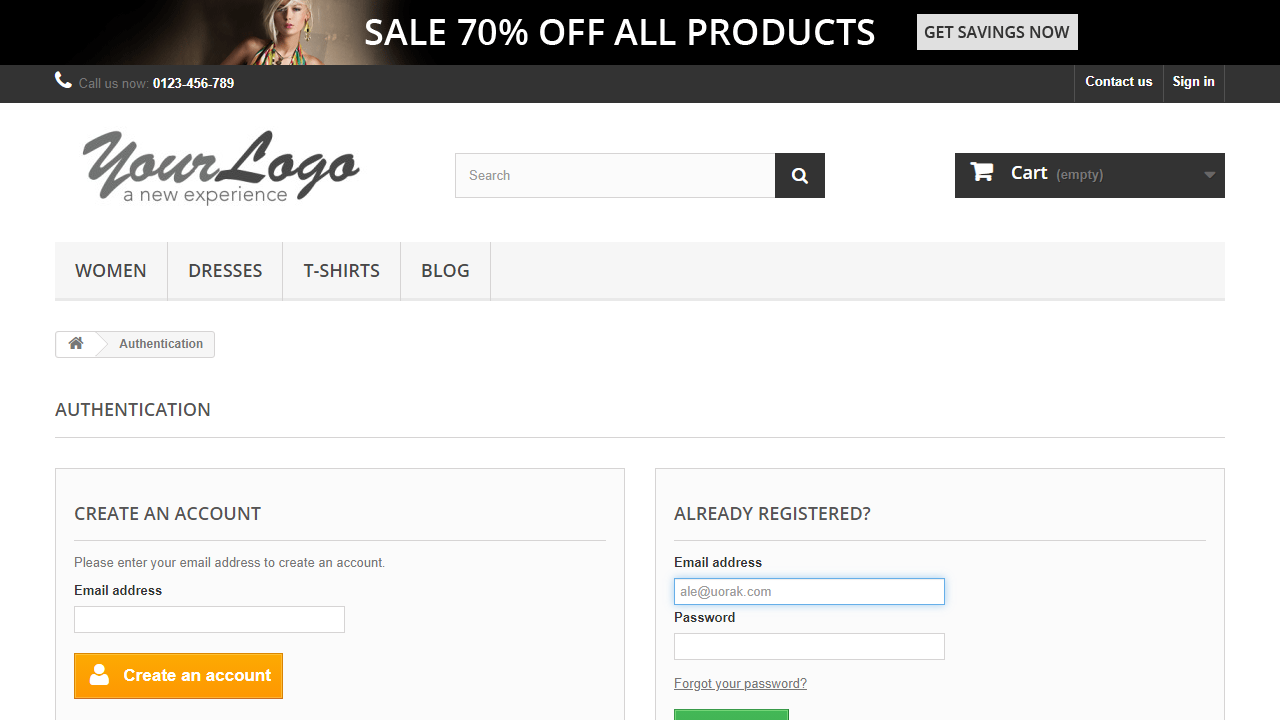 SALE 70% OFF ALL PRODUCTS
GET SAVINGS NOW
Call us now: 0123-456-789
Contact us
Sign in
YourLogo
a new experience
Search
Cart (empty)
WOMEN
DRESSES
T-SHIRTS
BLOG
Authentication
AUTHENTICATION
CREATE AN ACCOUNT
Please enter your email address to create an account.
Email address
Create an account
ALREADY REGISTERED?
Email address
ale@uorak.com
Password
Forgot your password?